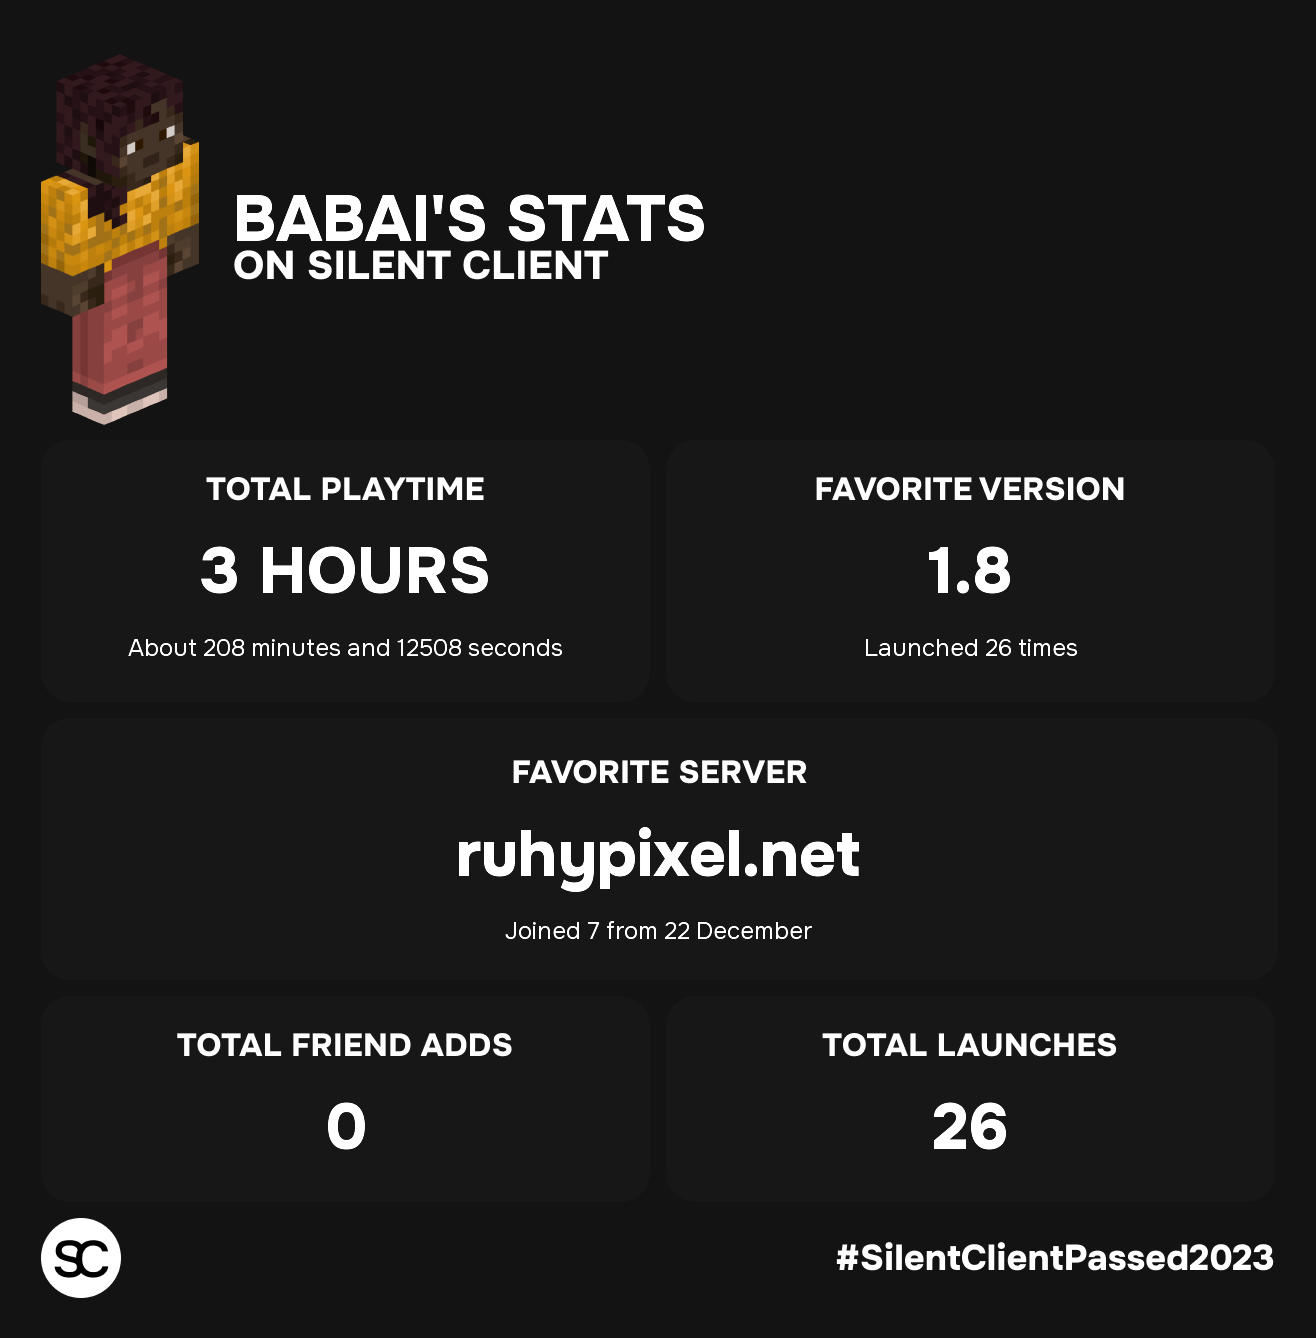 BABAI'S STATS
ON SILENT CLIENT
TOTAL PLAYTIME
3 HOURS
About 208 minutes and 12508 seconds
FAVORITE VERSION
1.8
Launched 26 times
FAVORITE SERVER
ruhypixel.net
Joined 7 from 22 December
TOTAL FRIEND ADDS
0
TOTAL LAUNCHES
26
SC
#SilentClientPassed2023